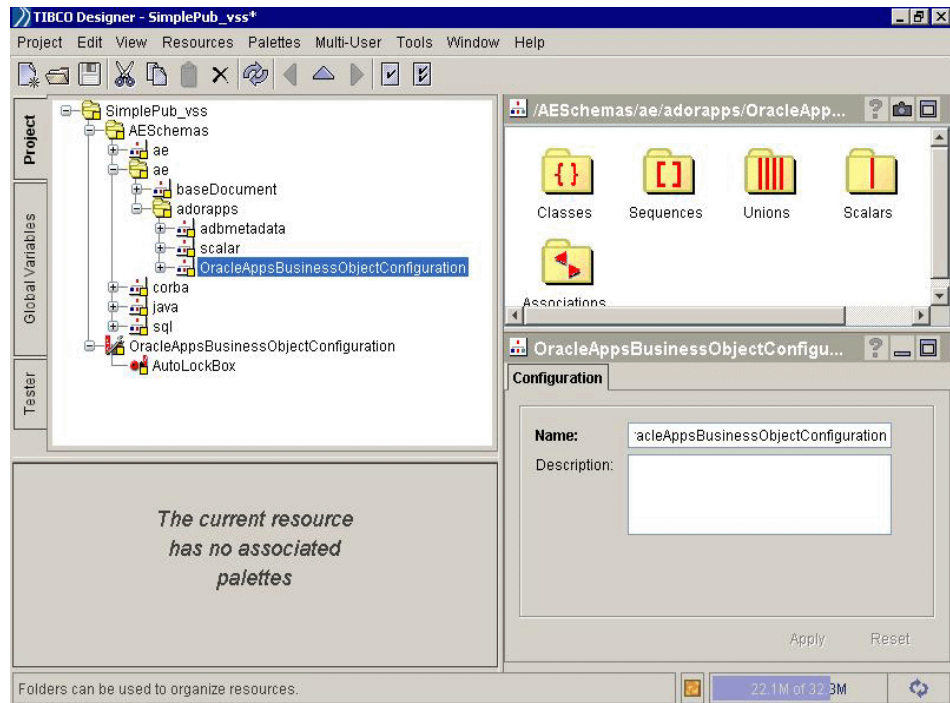 TIBCO Designer - SimplePub_vss*
Project Edit View Resources Palettes Multi-User Tools Window Help
Project
Global Variables
Tester
SimplePub_vss
AESchemas
ae
ae
baseDocument
adorapps
adbmetadata
scalar
OracleAppsBusinessObjectConfiguration
corba
java
sql
OracleAppsBusinessObjectConfiguration
AutoLockBox
The current resource
has no associated
palettes
/AESchemas/ae/adorapps/OracleApp...
Classes Sequences Unions Scalars
Associations
OracleAppsBusinessObjectConfigu...
Configuration
Name: acleAppsBusinessObjectConfiguration
Description:
Apply Reset
Folders can be used to organize resources.
22.1M of 32.3M